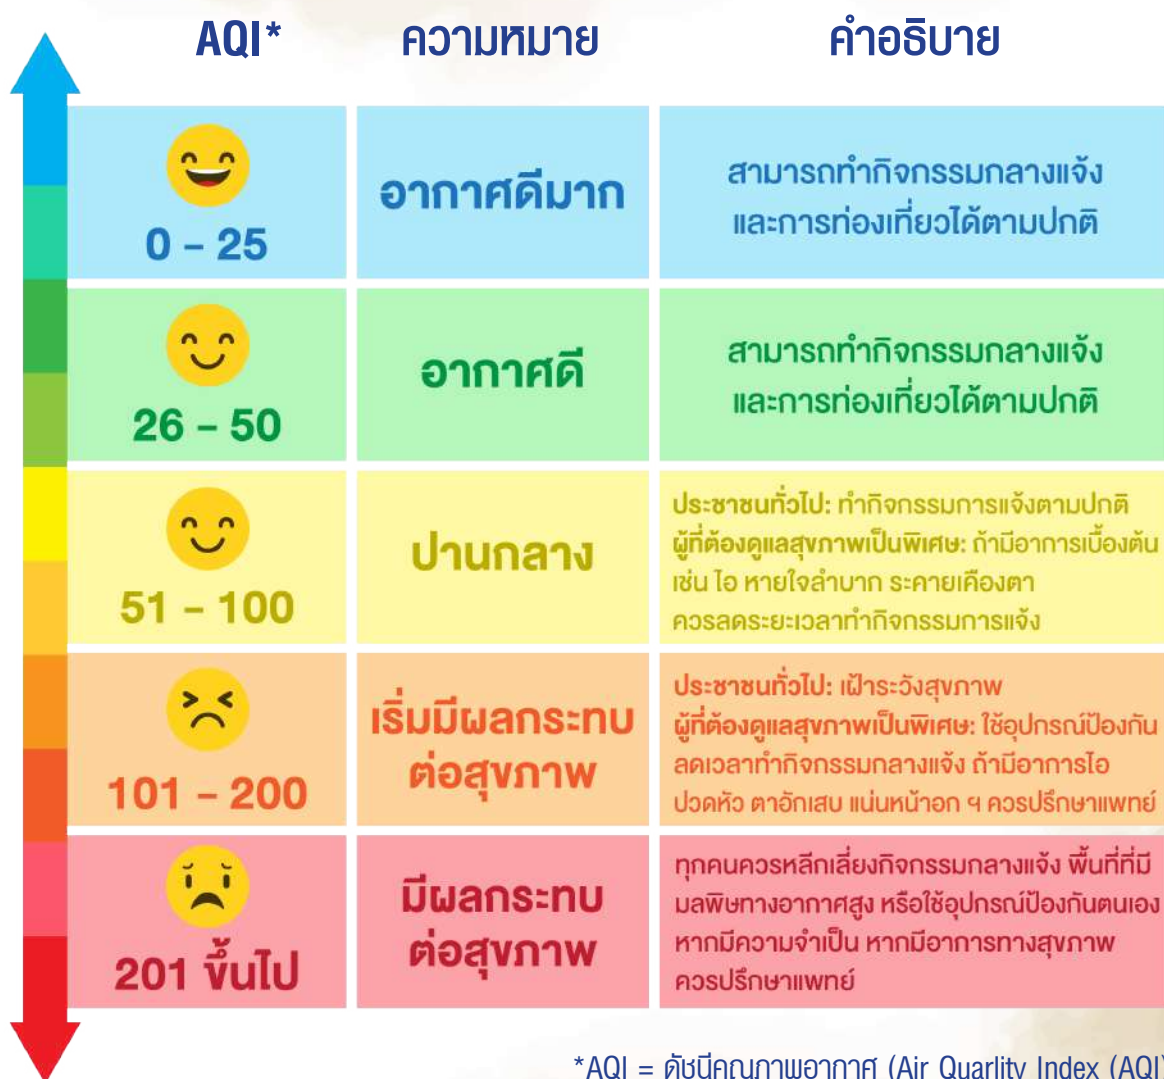 AQI* ความหมาย คำอธิบาย
0 – 25
อากาศดีมาก
สามารถทำกิจกรรมกลางแจ้ง
และการท่องเที่ยวได้ตามปกติ
26 – 50
อากาศดี
สามารถทำกิจกรรมกลางแจ้ง
และการท่องเที่ยวได้ตามปกติ
51 – 100
ปานกลาง
ประชาชนทั่วไป: ทำกิจกรรมการแจ้งตามปกติ
ผู้ที่ต้องดูแลสุขภาพเป็นพิเศษ: ถ้ามีอาการเบื้องต้น
เช่น ไอ หายใจลำบาก ระคายเคืองตา
ควรลดระยะเวลาทำกิจกรรมการแจ้ง
101 – 200
เริ่มมีผลกระทบ
ต่อสุขภาพ
ประชาชนทั่วไป: เฝ้าระวังสุขภาพ
ผู้ที่ต้องดูแลสุขภาพเป็นพิเศษ: ใช้อุปกรณ์ป้องกัน
ลดเวลาทำกิจกรรมกลางแจ้ง ถ้ามีอาการไอ
ปวดหัว ตาอักเสบ แน่นหน้าอก ฯ ควรปรึกษาแพทย์
201 ขึ้นไป
มีผลกระทบ
ต่อสุขภาพ
ทุกคนควรหลีกเลี่ยงกิจกรรมกลางแจ้ง พื้นที่ที่มี
มลพิษทางอากาศสูง หรือใช้อุปกรณ์ป้องกันตนเอง
หากมีความจำเป็น หากมีอาการทางสุขภาพ
ควรปรึกษาแพทย์
*AQI = ดัชนีคุณภาพอากาศ (Air Quarlity Index (AQI)